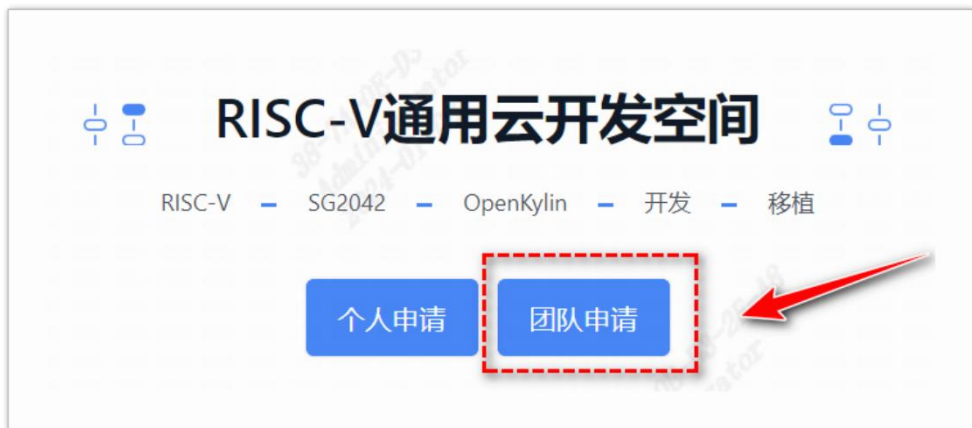 RISC-V通用云开发空间
RISC-V – SG2042 – OpenKylin – 开发 – 移植
个人申请 团队申请